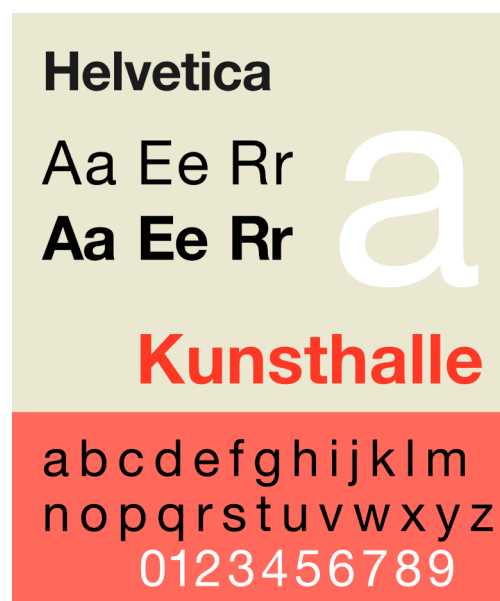 Helvetica
Aa Ee Rr
Aa Ee Rr
a
Kunsthalle
abcdefghijklm
nopqrstuvwxyz
0123456789